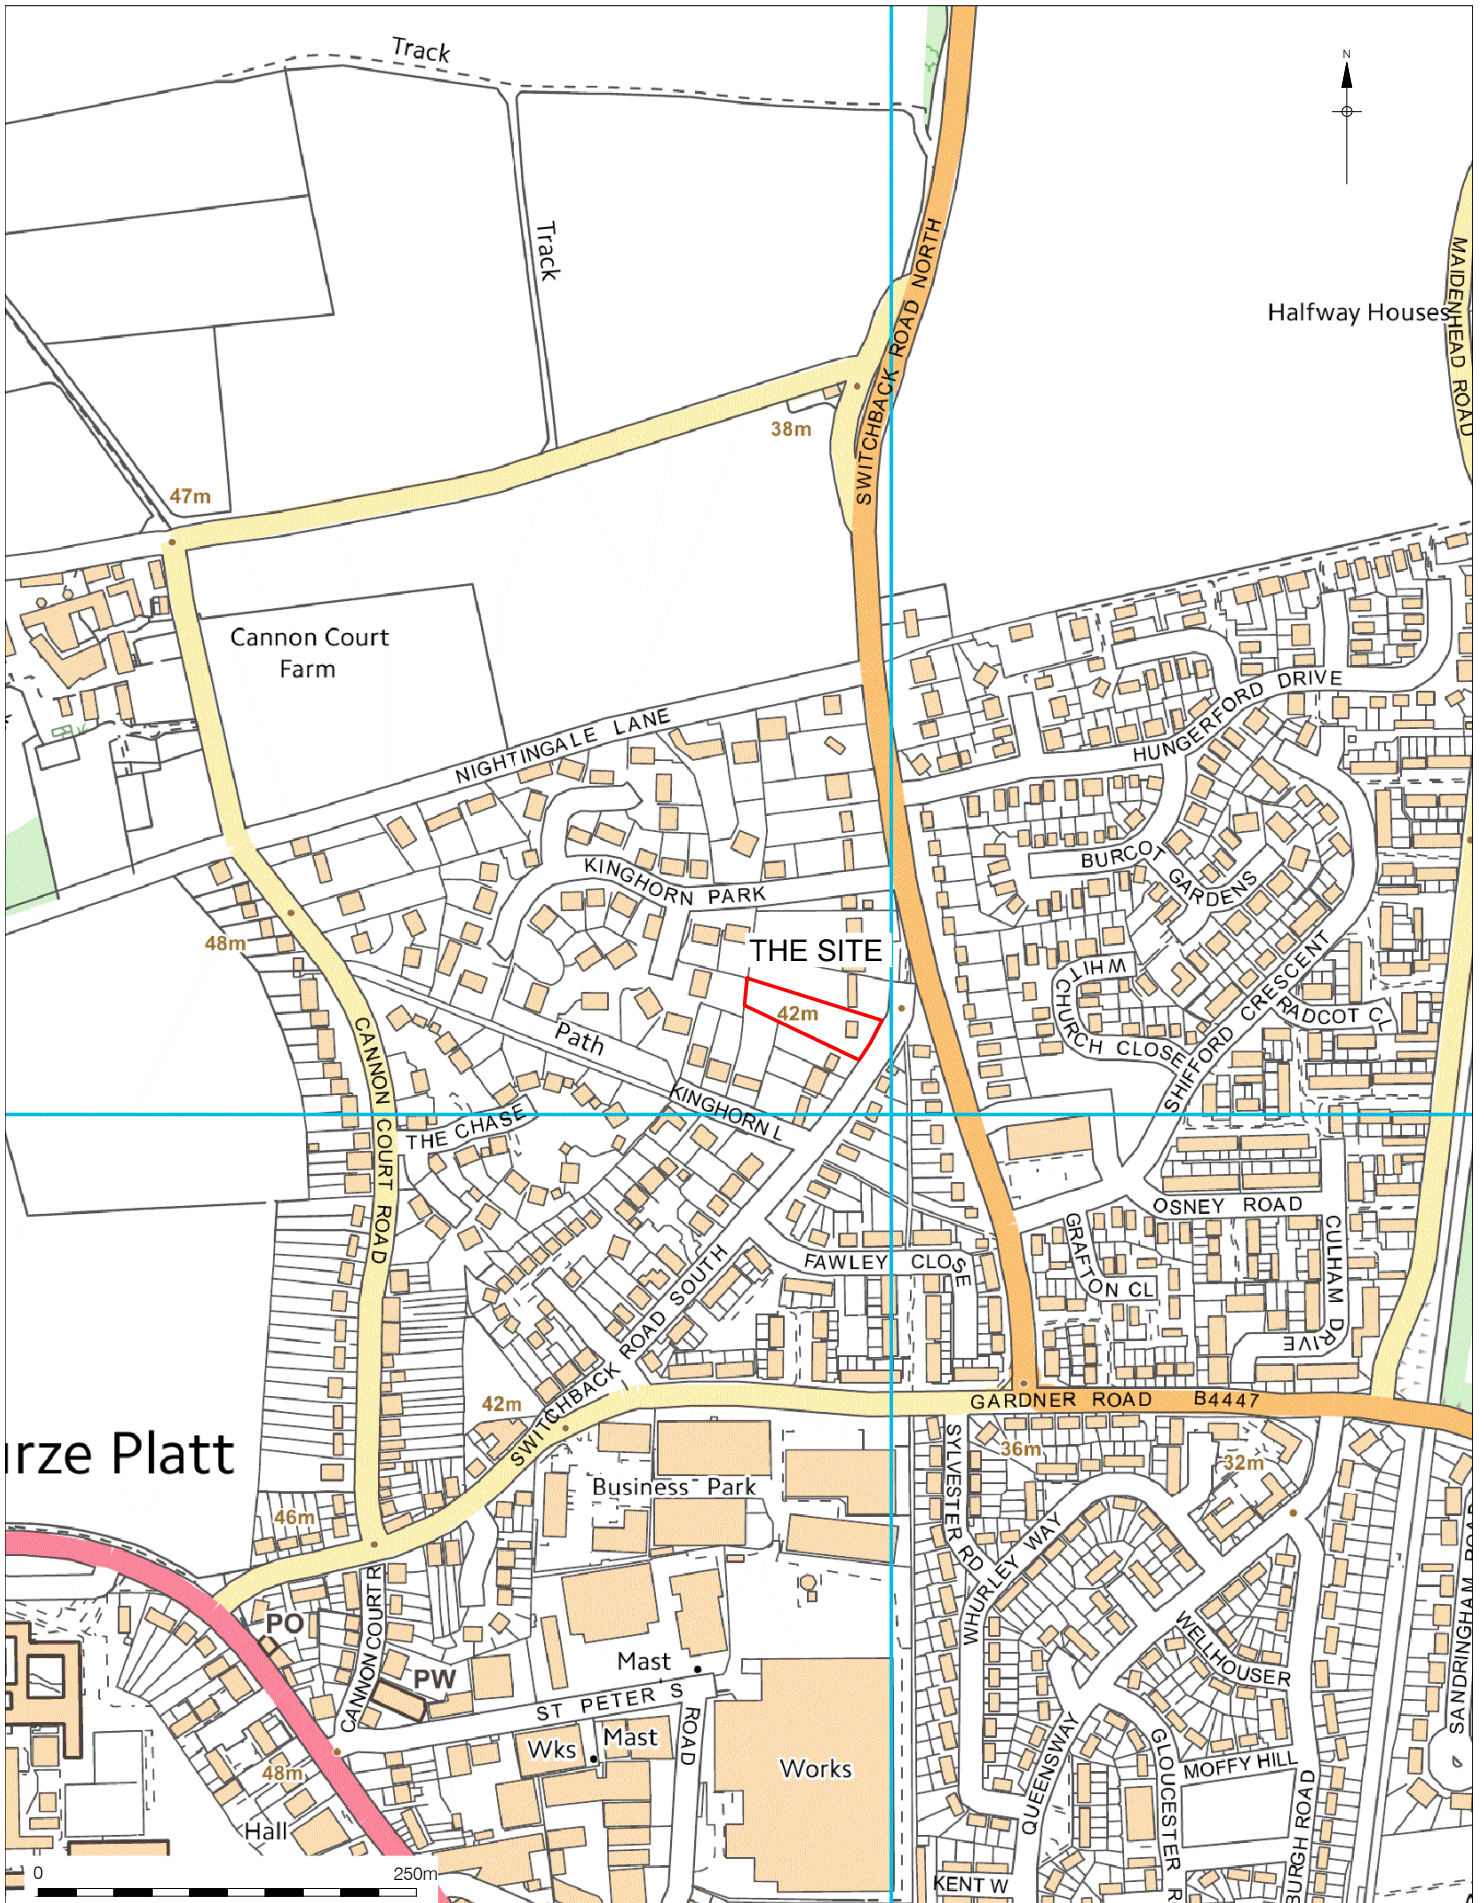 Track
N
Track
SWITCHBACK ROAD NORTH
MAIDENHEAD ROAD
Halfway Houses
38m
47m
Cannon Court
Farm
HUNGERFORD DRIVE
NIGHTINGALE LANE
BURCOT
GARDENS
KINGHORN PARK
48m
THE SITE
WHIT
CHURCH CLOSE
SHIFFORD CRESCENT
RADCOT CL
42m
CANNON COURT ROAD
Path
KINGHORN L
THE CHASE
OSNEY ROAD
GRAFTON CL
CULHAM DRIVE
FAWLEY CLOSE
SWITCHBACK ROAD SOUTH
42m
GARDNER ROAD B4447
36m
32m
urze Platt
Business Park
SYLVESTER RD
WHURLEY WAY
46m
SANDRINGHAM ROAD
PO
CANNON COURT R
PW
WELLHOUSE R
Mast
ST PETER S
ROAD
Mast
Wks
Works
QUEENSWAY
GLOUCESTER R
MOFFY HILL
BURGH ROAD
48m
Hall
KENT W
0
250m